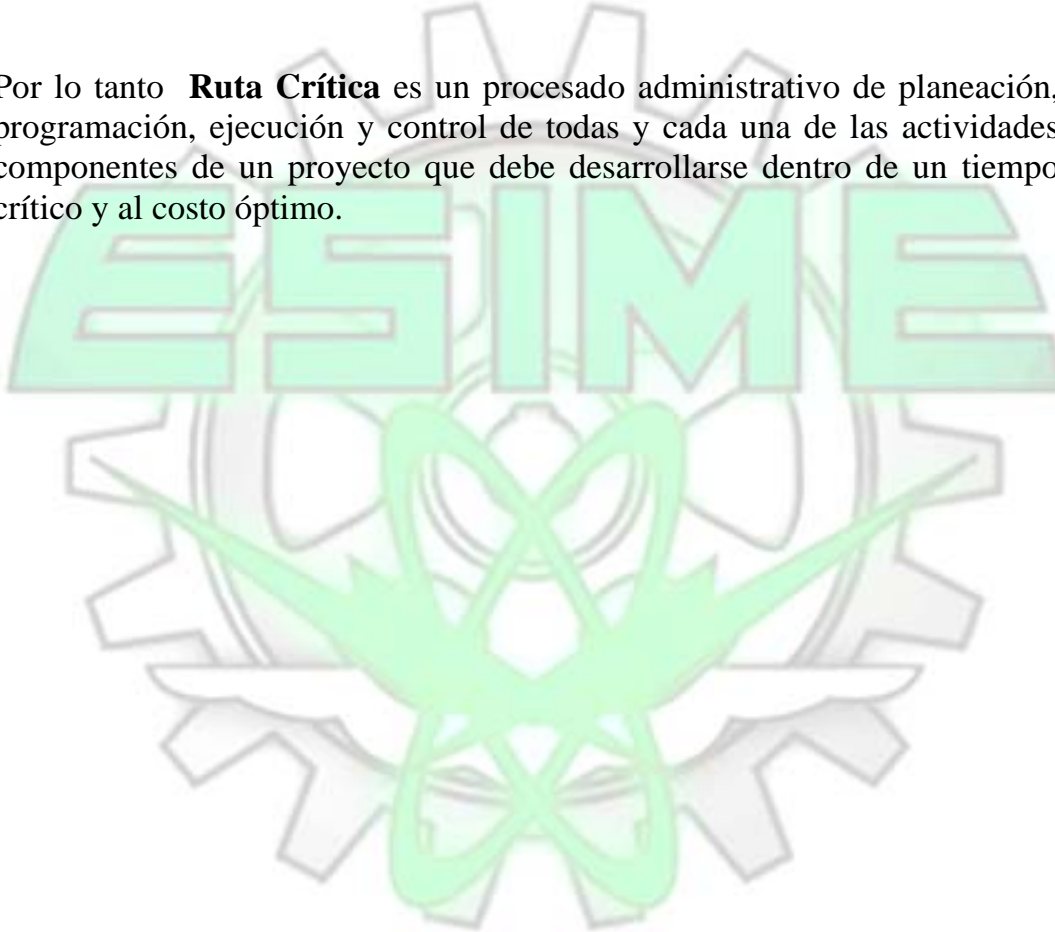 Por lo tanto Ruta Crítica es un procesado administrativo de planeación,
programación, ejecución y control de todas y cada una de las actividades
componentes de un proyecto que debe desarrollarse dentro de un tiempo
crítico y al costo óptimo.
ESIME